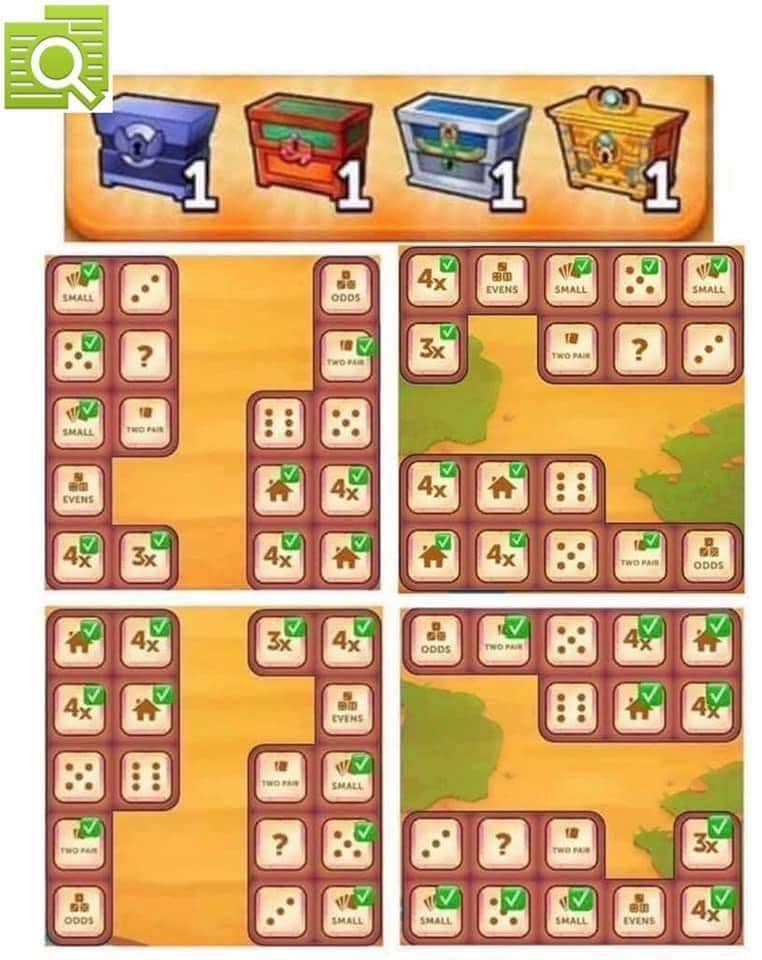 1 1 1 1
SMALL
ODDS
? TWO PAIR
SMALL TWO PAIR
EVENS 4x
4x 3x 4x
4x EVENS SMALL SMALL
3x TWO PAIR ?
4x
4x TWO PAIR ODDS
4x 3x 4x
4x EVENS
TWO PAIR SMALL
TWO PAIR ?
ODDS SMALL
ODDS TWO PAIR 4x
4x
? TWO PAIR 3x
SMALL SMALL EVENS 4x